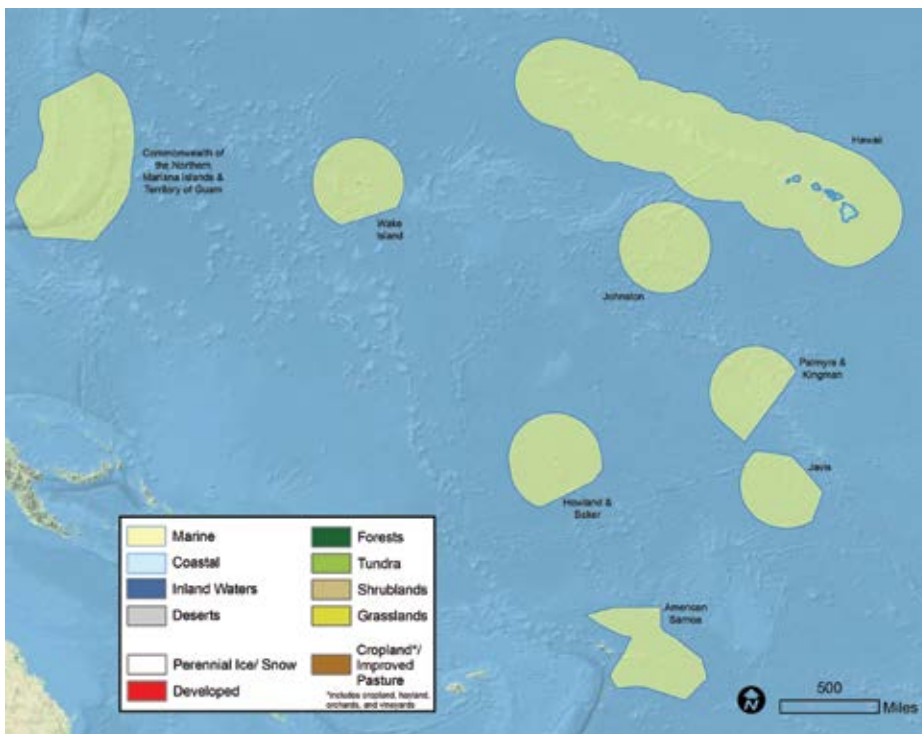 Hawaii
Commonwealth of
the Northern
Mariana Islands &
Territory of Guam
Wake
Island
Johnston
Palmyra &
Kingman
Javis
Howland &
Baker
American
Samoa
Marine
Coastal
Inland Waters
Deserts
Perennial Ice/ Snow
Developed
Forests
Tundra
Shrublands
Grasslands
Cropland*/
Improved
Pasture
*Includes cropland, hayland,
orchards, and vineyards
N
500
Miles